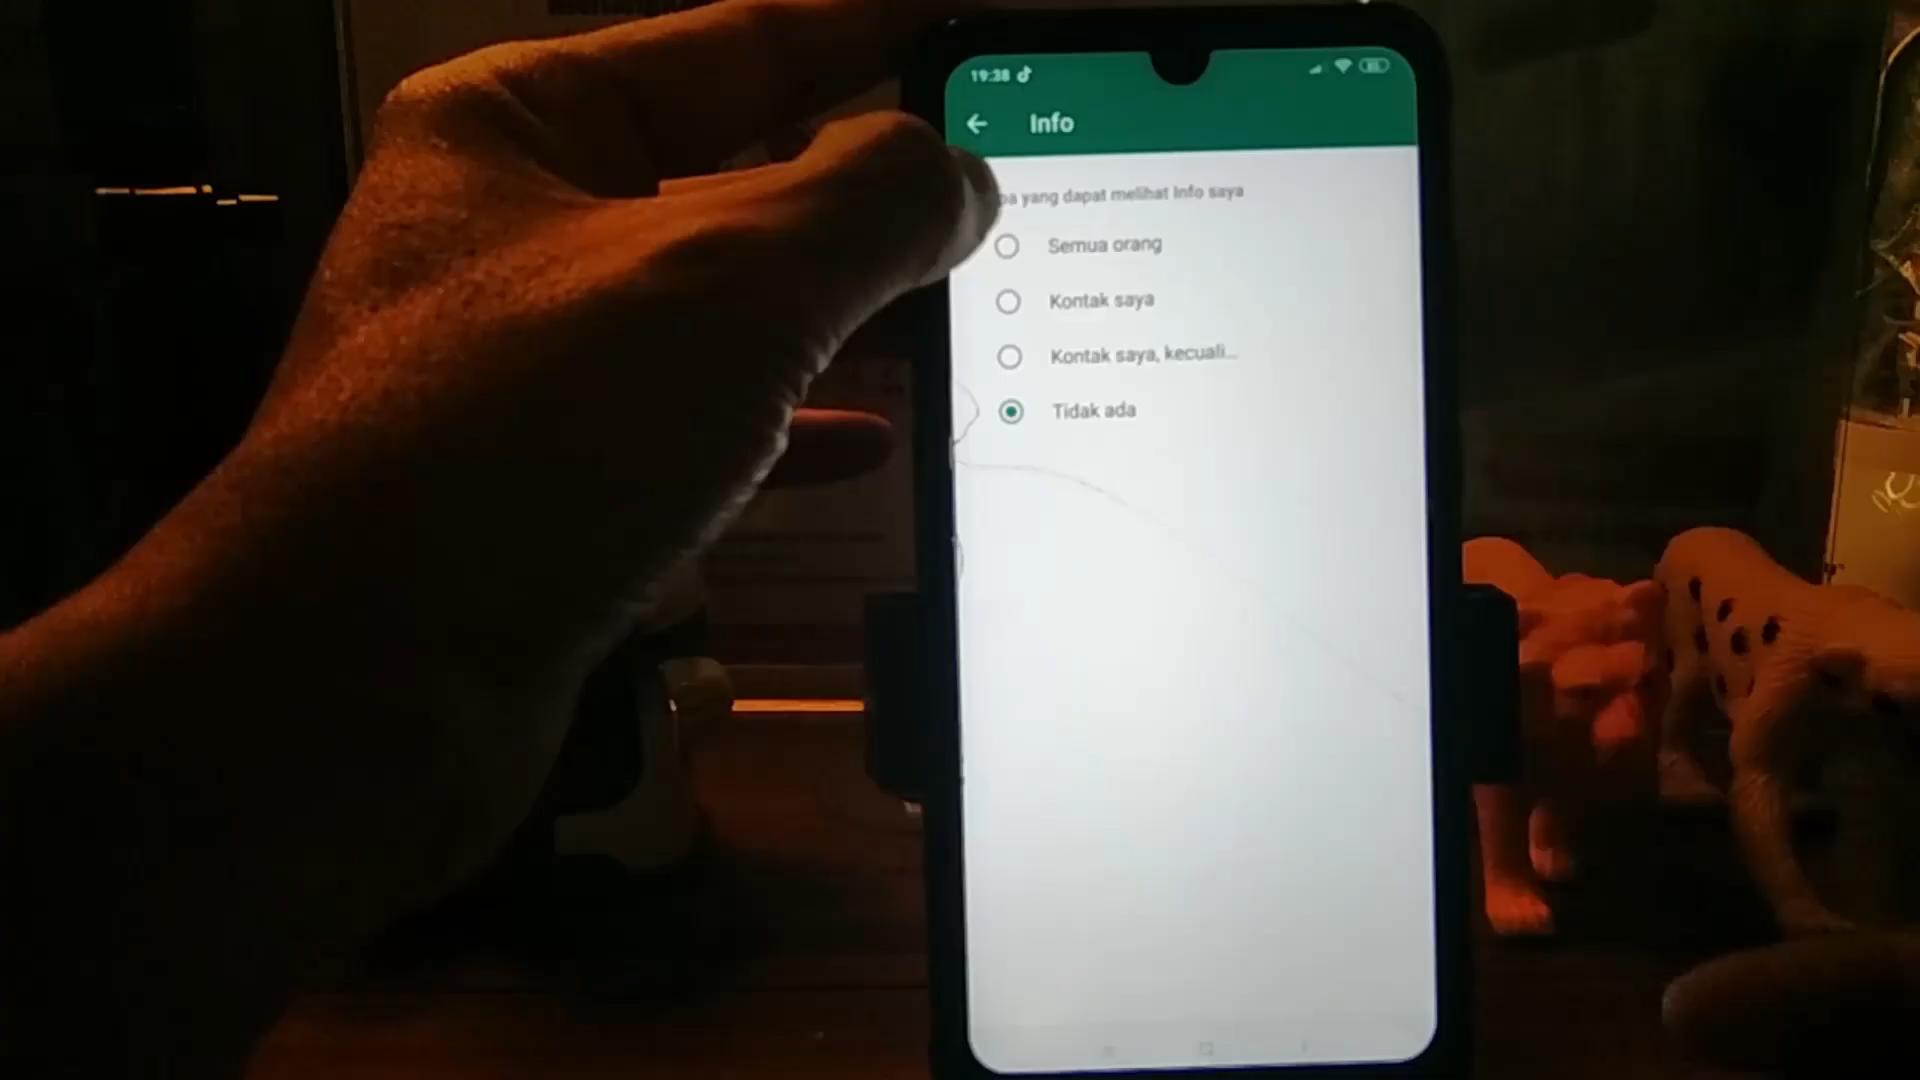 19:38
Info
yang dapat melihat Info saya
Semua orang
Kontak saya
Kontak saya, kecuali...
Tidak ada